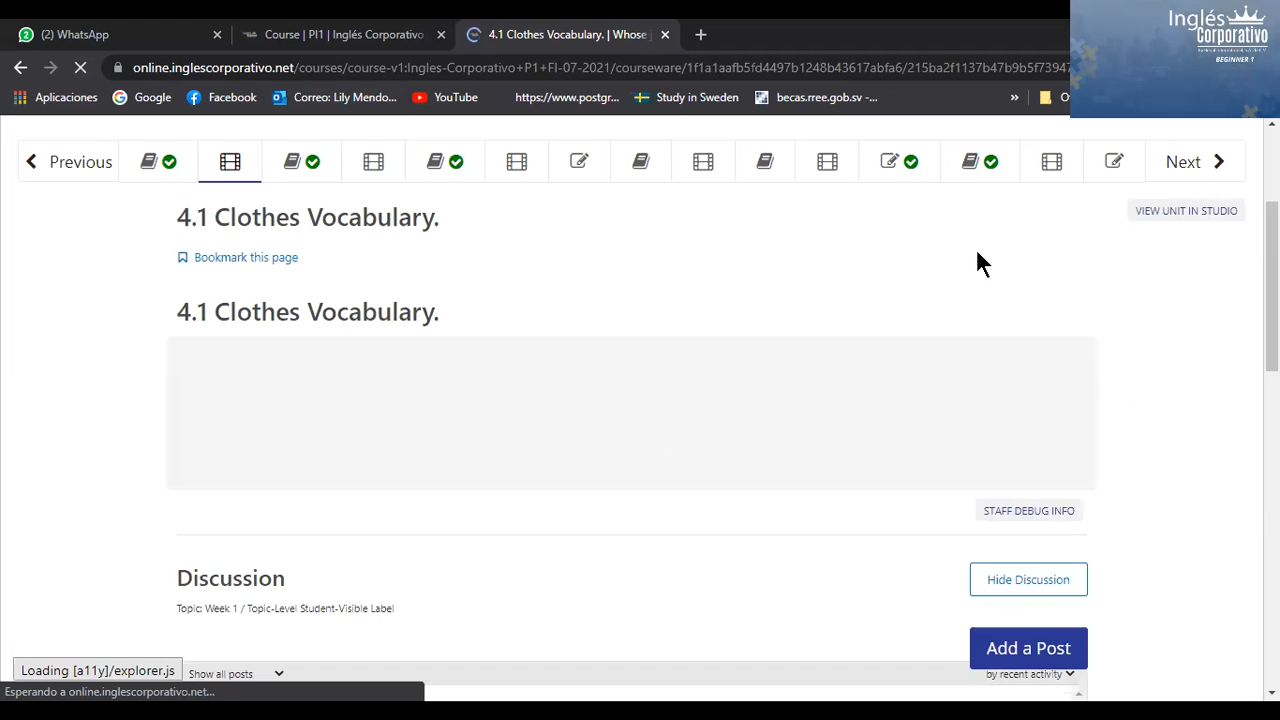 (2) WhatsApp
Course | PI1 | Inglés Corporativo
4.1 Clothes Vocabulary. | Whose
Inglés
Corporativo
BEGINNER 1
online.inglescorporativo.net/courses/course-v1:Ingles-Corporativo+PI1+PI-07-2021/courseware/1f1a1aafb5fd4497b1248b43617abfa6/215ba2f1137b47b9b5f73947
Aplicaciones
Google
Facebook
Correo: Lily Mendo...
YouTube
https://www.postgr...
Study in Sweden
becas.rree.gob.sv -...
»
Previous
Next
4.1 Clothes Vocabulary.
VIEW UNIT IN STUDIO
Bookmark this page
4.1 Clothes Vocabulary.
STAFF DEBUG INFO
Discussion
Hide Discussion
Topic: Week 1 / Topic-Level Student-Visible Label
Add a Post
Loading [a11y]/explorer.js
Show all posts
by recent activity
Esperando a online.inglescorporativo.net...